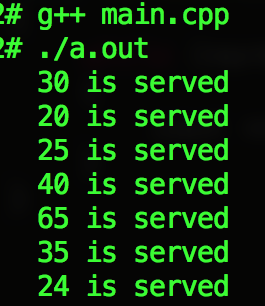 2# g++ main.cpp
2# ./a.out
30 is served
20 is served
25 is served
40 is served
65 is served
35 is served
24 is served